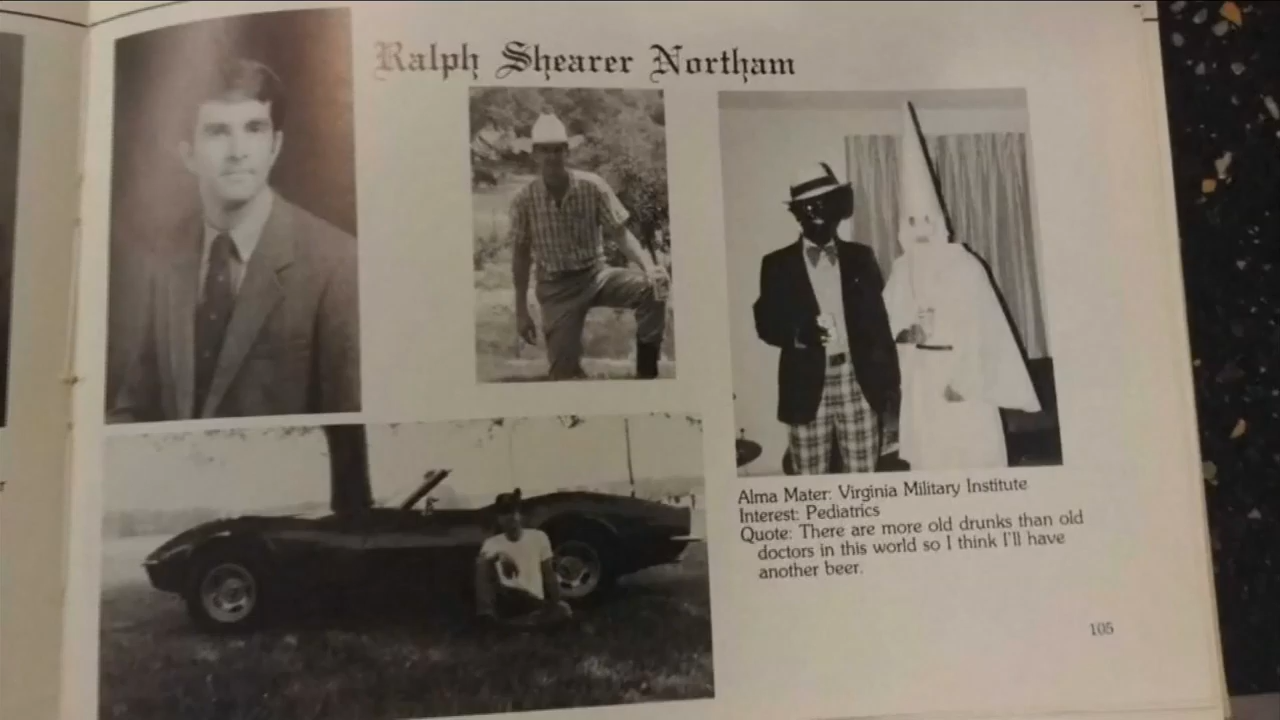 Ralph Shearer Northam
Alma Mater: Virginia Military Institute
Interest: Pediatrics
Quote: There are more old drunks than old
doctors in this world so I think I'll have
another beer.
105